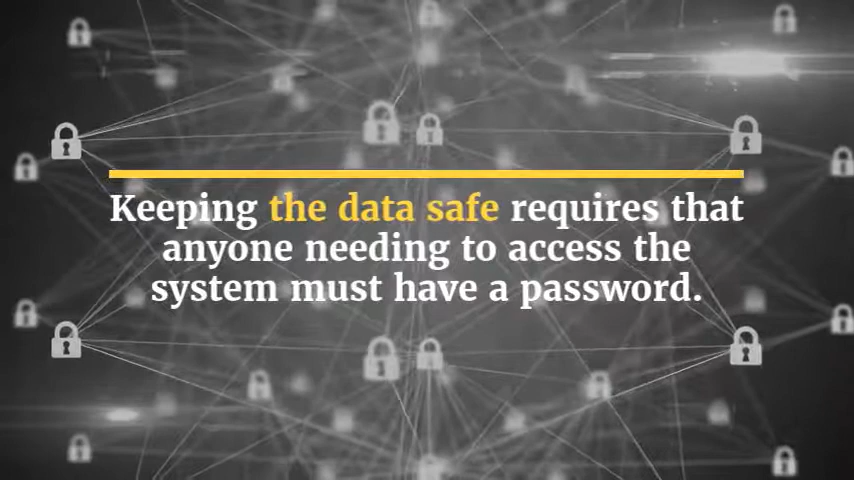 Keeping the data safe requires that
anyone needing to access the
system must have a password.